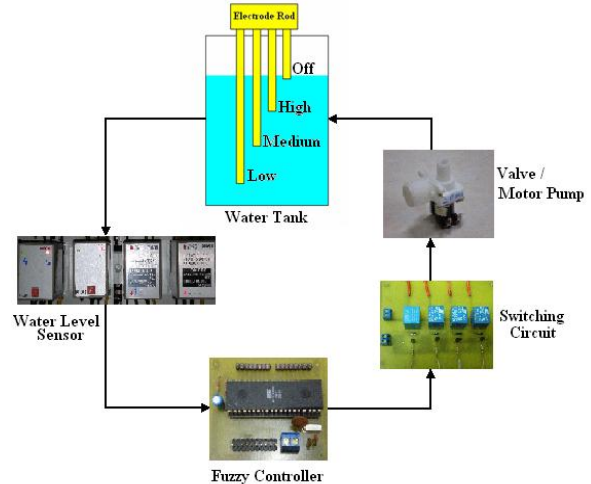 Electrode Rod
Off
High
Medium
Low
Water Tank
Valve /
Motor Pump
Water Level
Sensor
Switching
Circuit
Fuzzy Controller